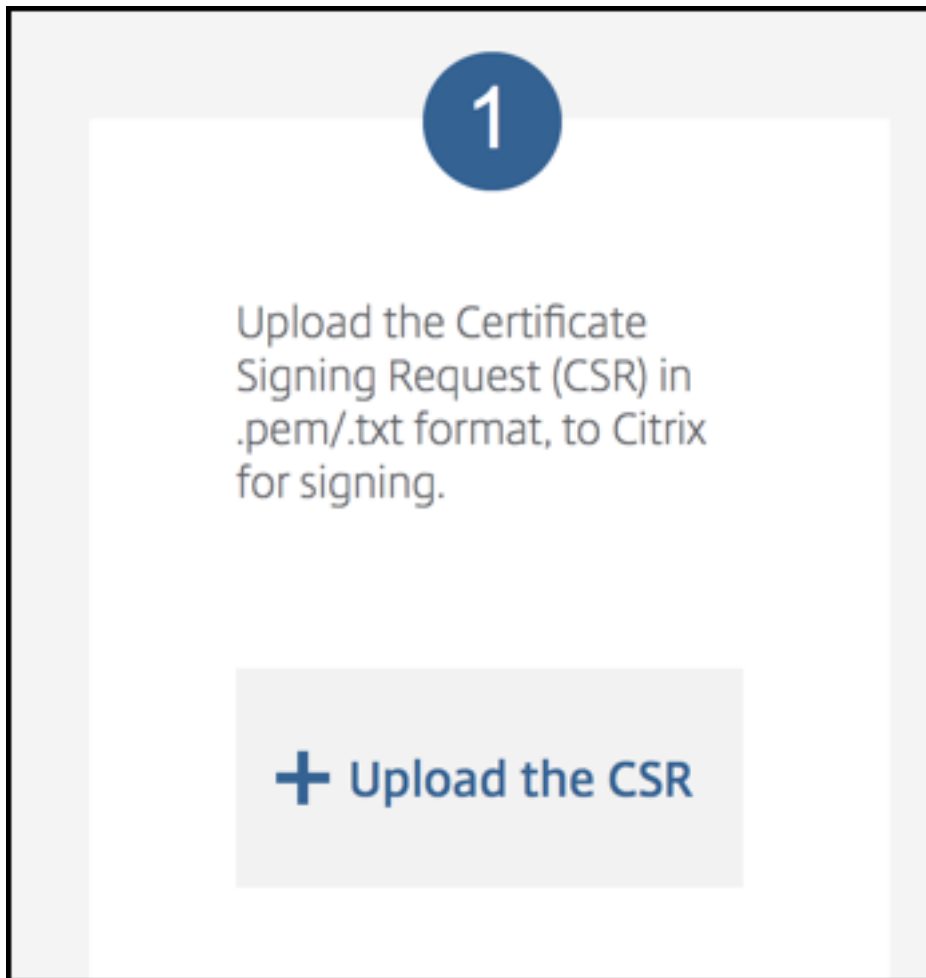 1
Upload the Certificate
Signing Request (CSR) in
.pem/.txt format, to Citrix
for signing.
+ Upload the CSR